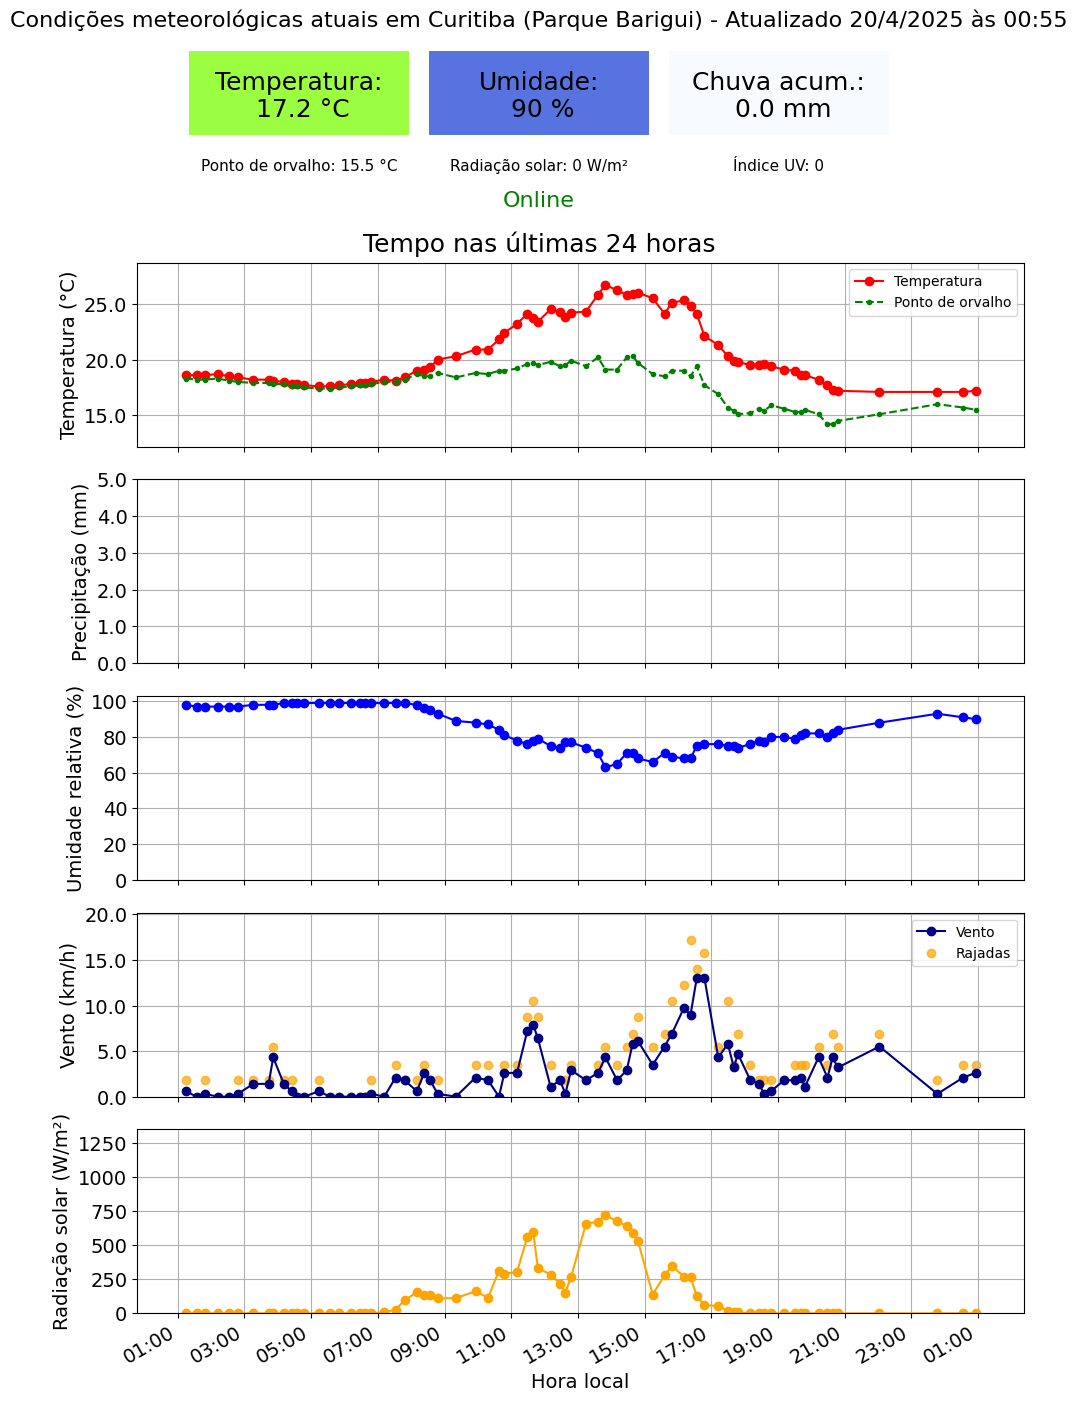 Condições meteorológicas atuais em Curitiba (Parque Barigui) - Atualizado 20/4/2025 às 00:55
Temperatura:
17.2 °C
Umidade:
90 %
Chuva acum.:
0.0 mm
Ponto de orvalho: 15.5 °C
Radiação solar: 0 W/m²
Índice UV: 0
Online
Tempo nas últimas 24 horas
Temperatura (°C)
25.0
20.0
15.0
Temperatura
Ponto de orvalho
Precipitação (mm)
5.0
4.0
3.0
2.0
1.0
0.0
Umidade relativa (%)
100
80
60
40
20
0
Vento (km/h)
20.0
15.0
10.0
5.0
0.0
Vento
Rajadas
Radiação solar (W/m²)
1250
1000
750
500
250
0
01:00
03:00
05:00
07:00
09:00
11:00
13:00
15:00
17:00
19:00
21:00
23:00
01:00
Hora local